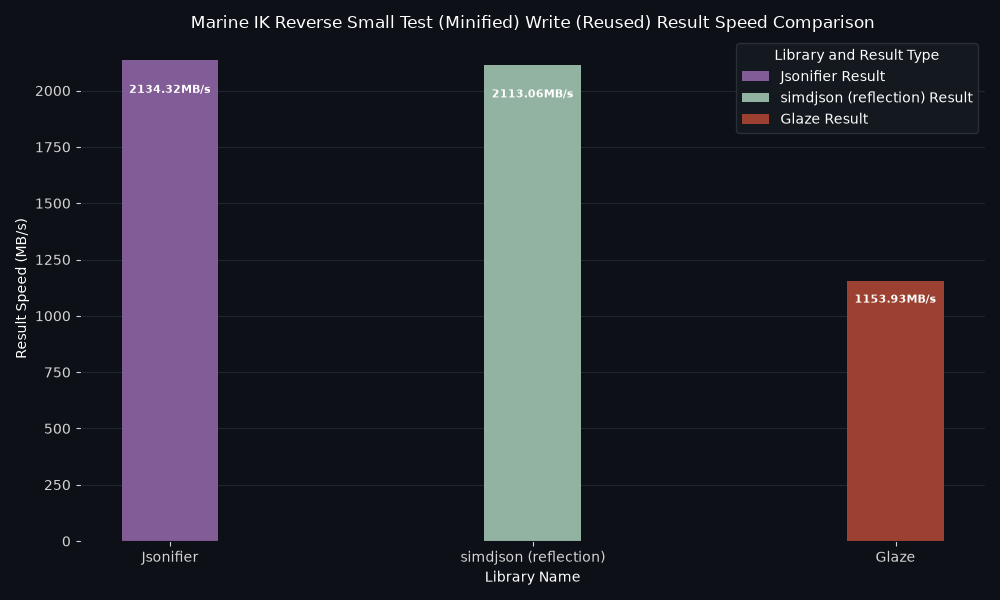 Marine IK Reverse Small Test (Minified) Write (Reused) Result Speed Comparison
Library and Result Type
Jsonifier Result
simdjson (reflection) Result
Glaze Result
2134.32MB/s
2113.06MB/s
1153.93MB/s
Result Speed (MB/s)
2000
1750
1500
1250
1000
750
500
250
0
Jsonifier
simdjson (reflection)
Glaze
Library Name